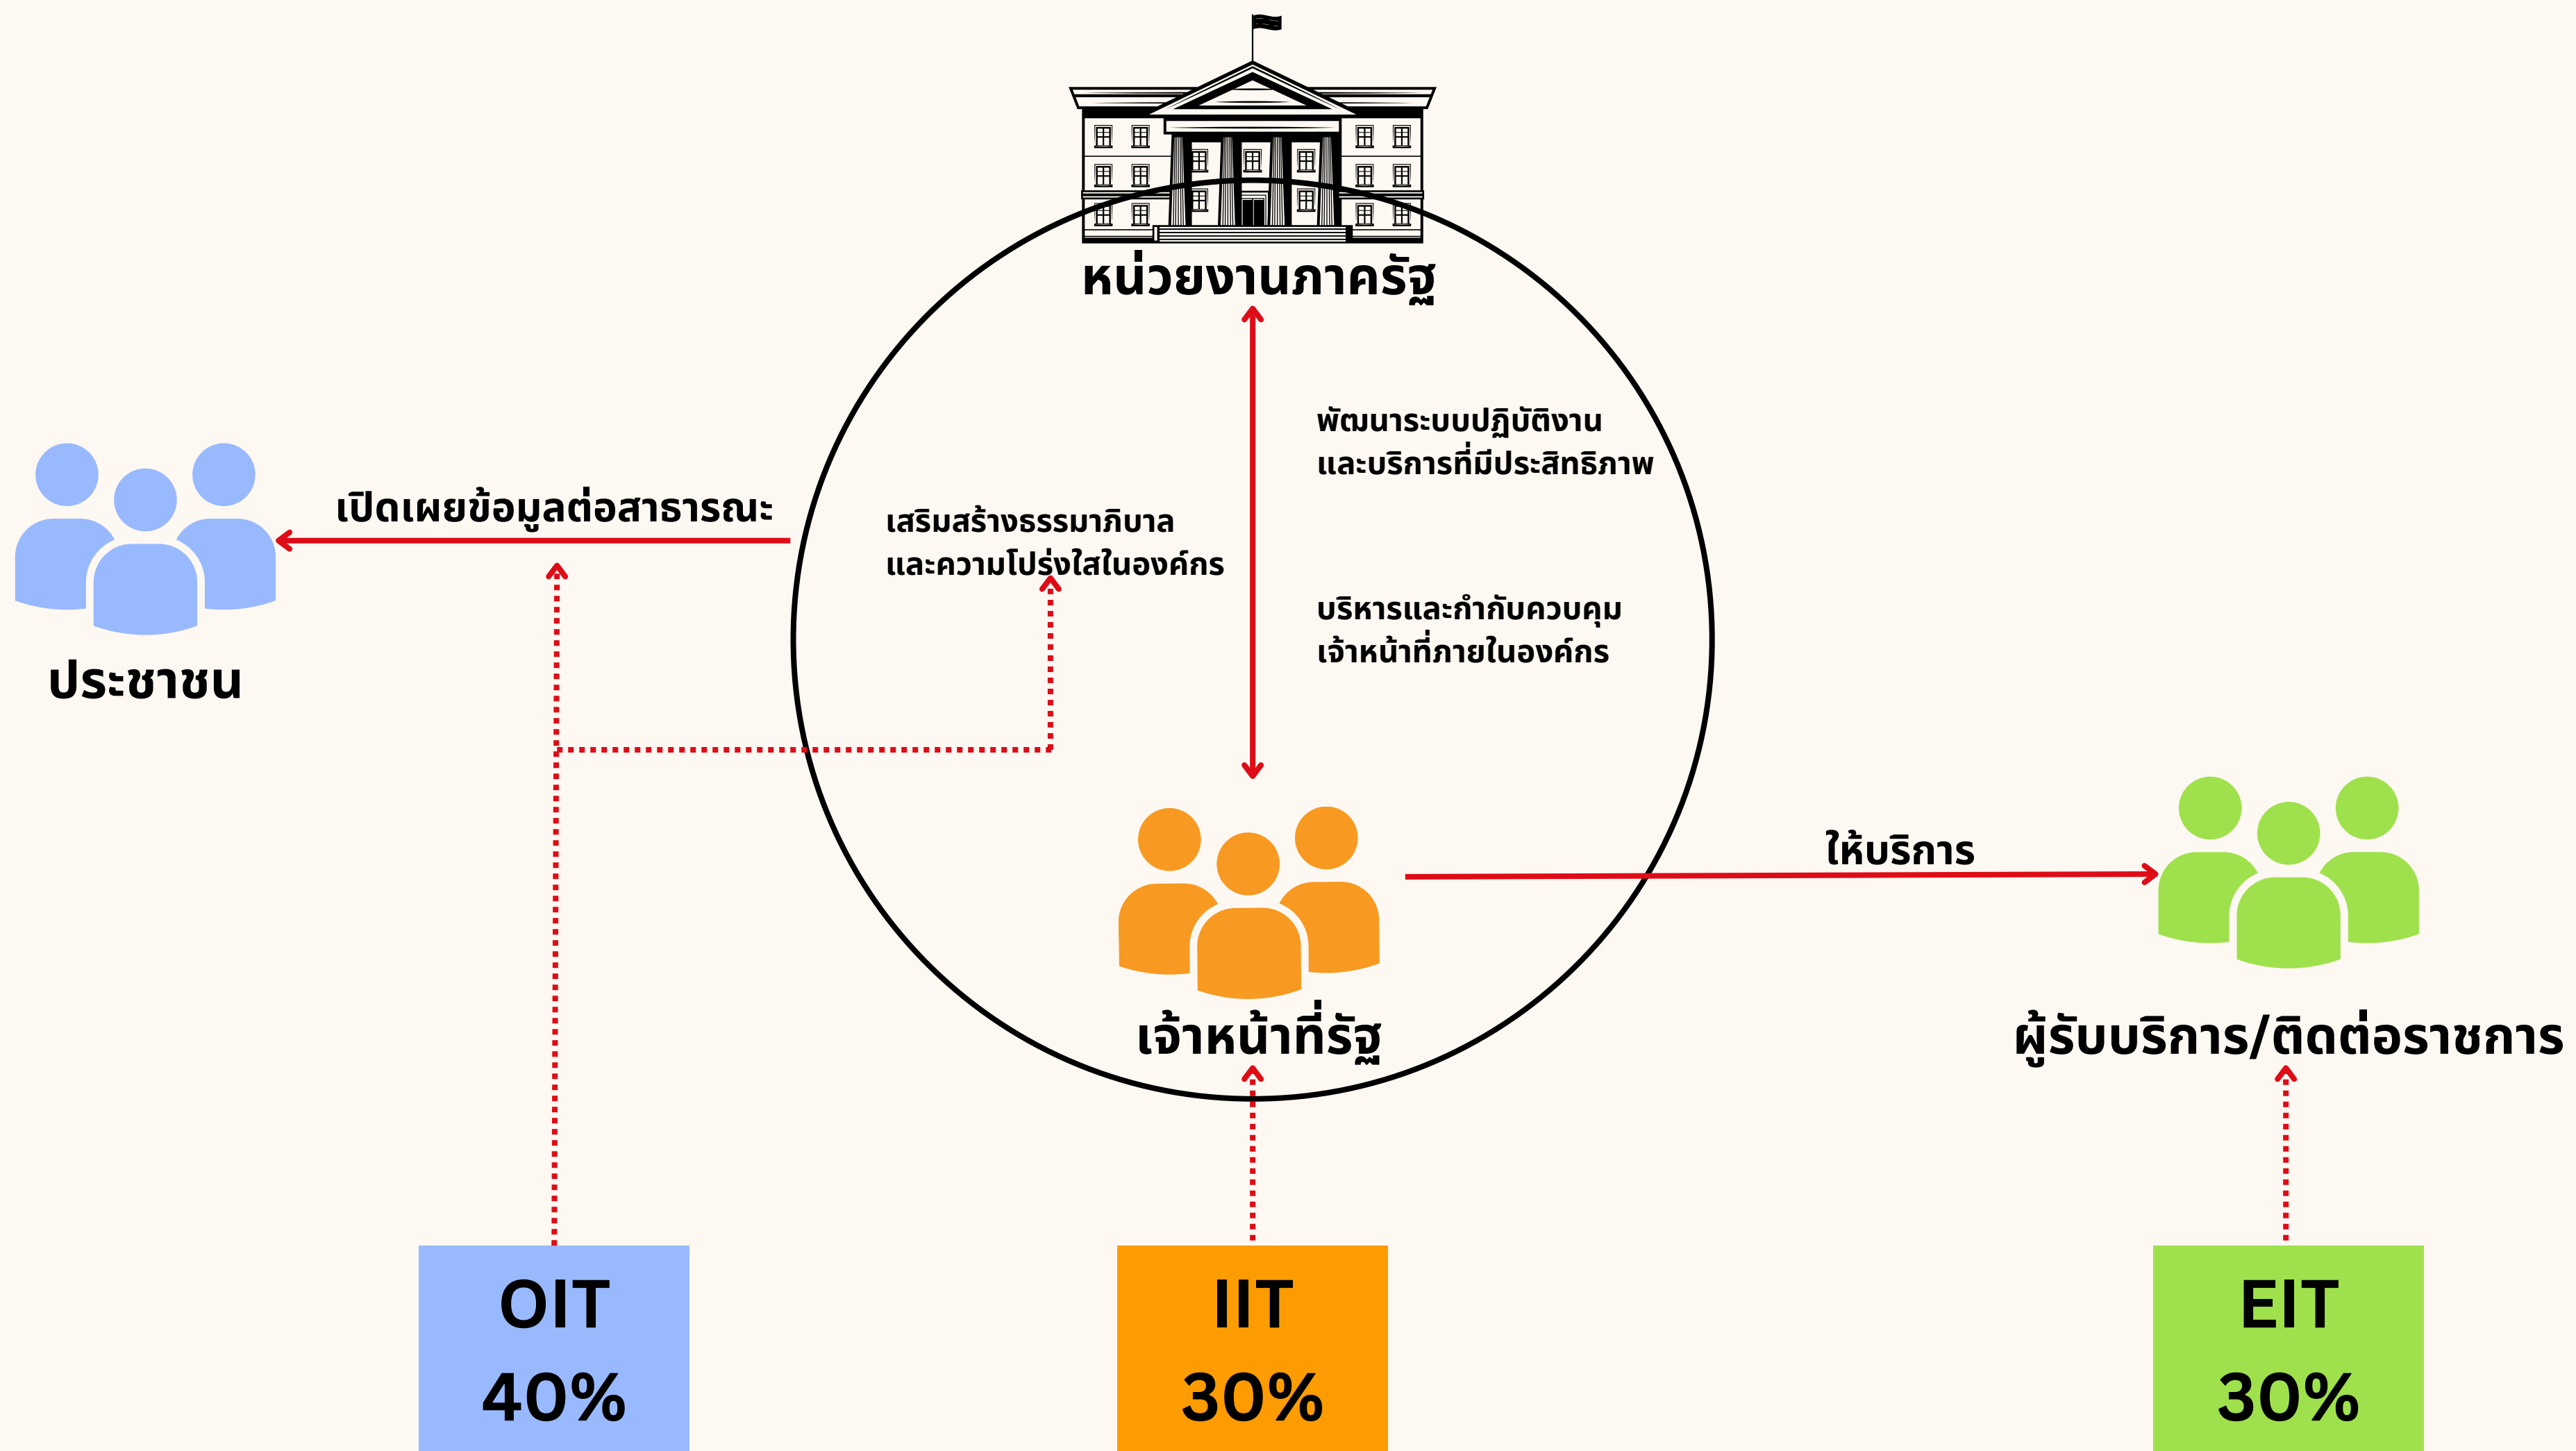 หน่วยงานภาครัฐ
พัฒนาระบบปฏิบัติงาน
และบริการที่มีประสิทธิภาพ
เปิดเผยข้อมูลต่อสาธารณะ
เสริมสร้างธรรมาภิบาล
และความโปร่งใสในองค์กร
บริหารและกำกับควบคุม
เจ้าหน้าที่ภายในองค์กร
ประชาชน
ให้บริการ
เจ้าหน้าที่รัฐ
ผู้รับบริการ/ติดต่อราชการ
OIT
40%
IIT
30%
EIT
30%